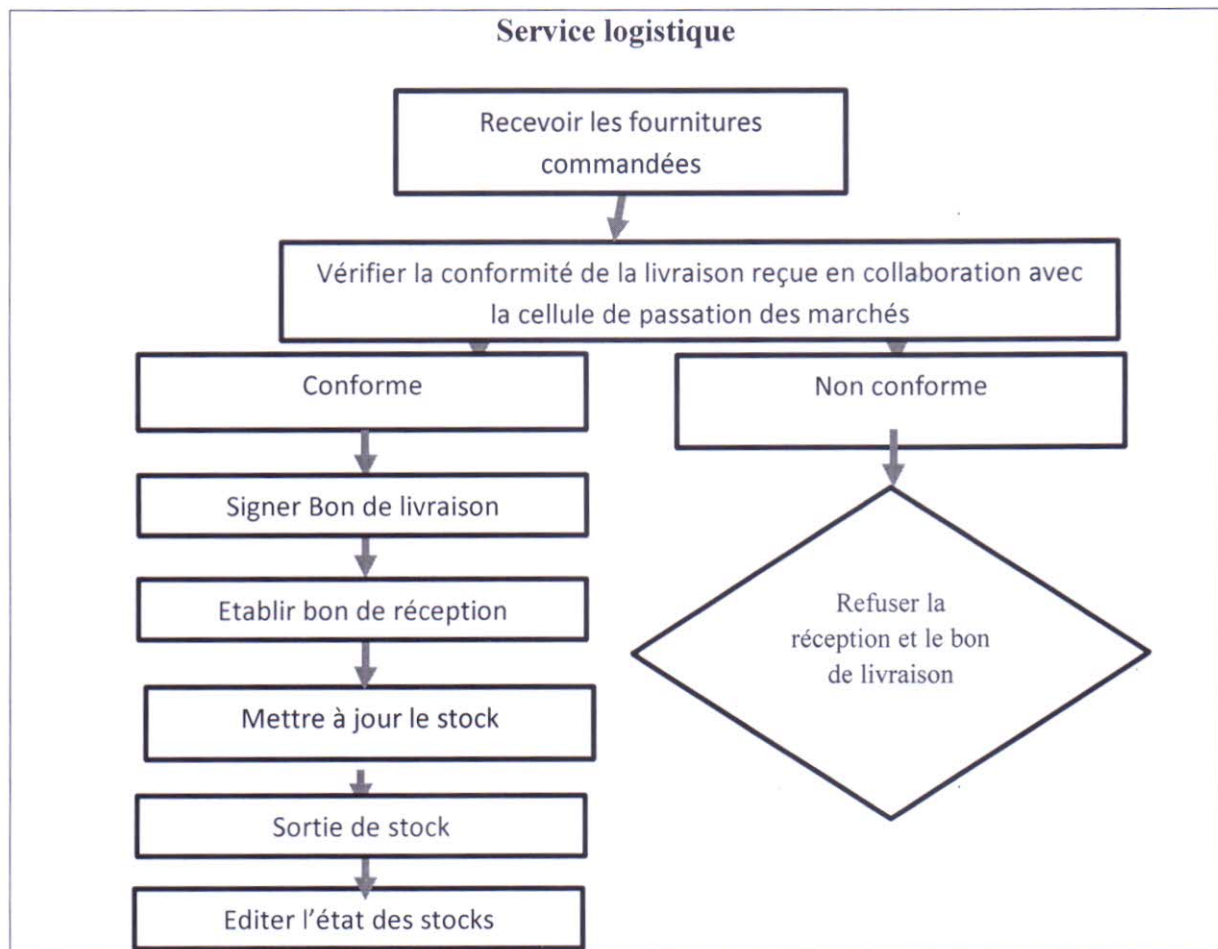 Service logistique
Recevoir les fournitures
commandées
Vérifier la conformité de la livraison reçue en collaboration avec
la cellule de passation des marchés
Conforme
Non conforme
Signer Bon de livraison
Etablir bon de réception
Mettre à jour le stock
Sortie de stock
Editer l'état des stocks
Refuser la
réception et le bon
de livraison